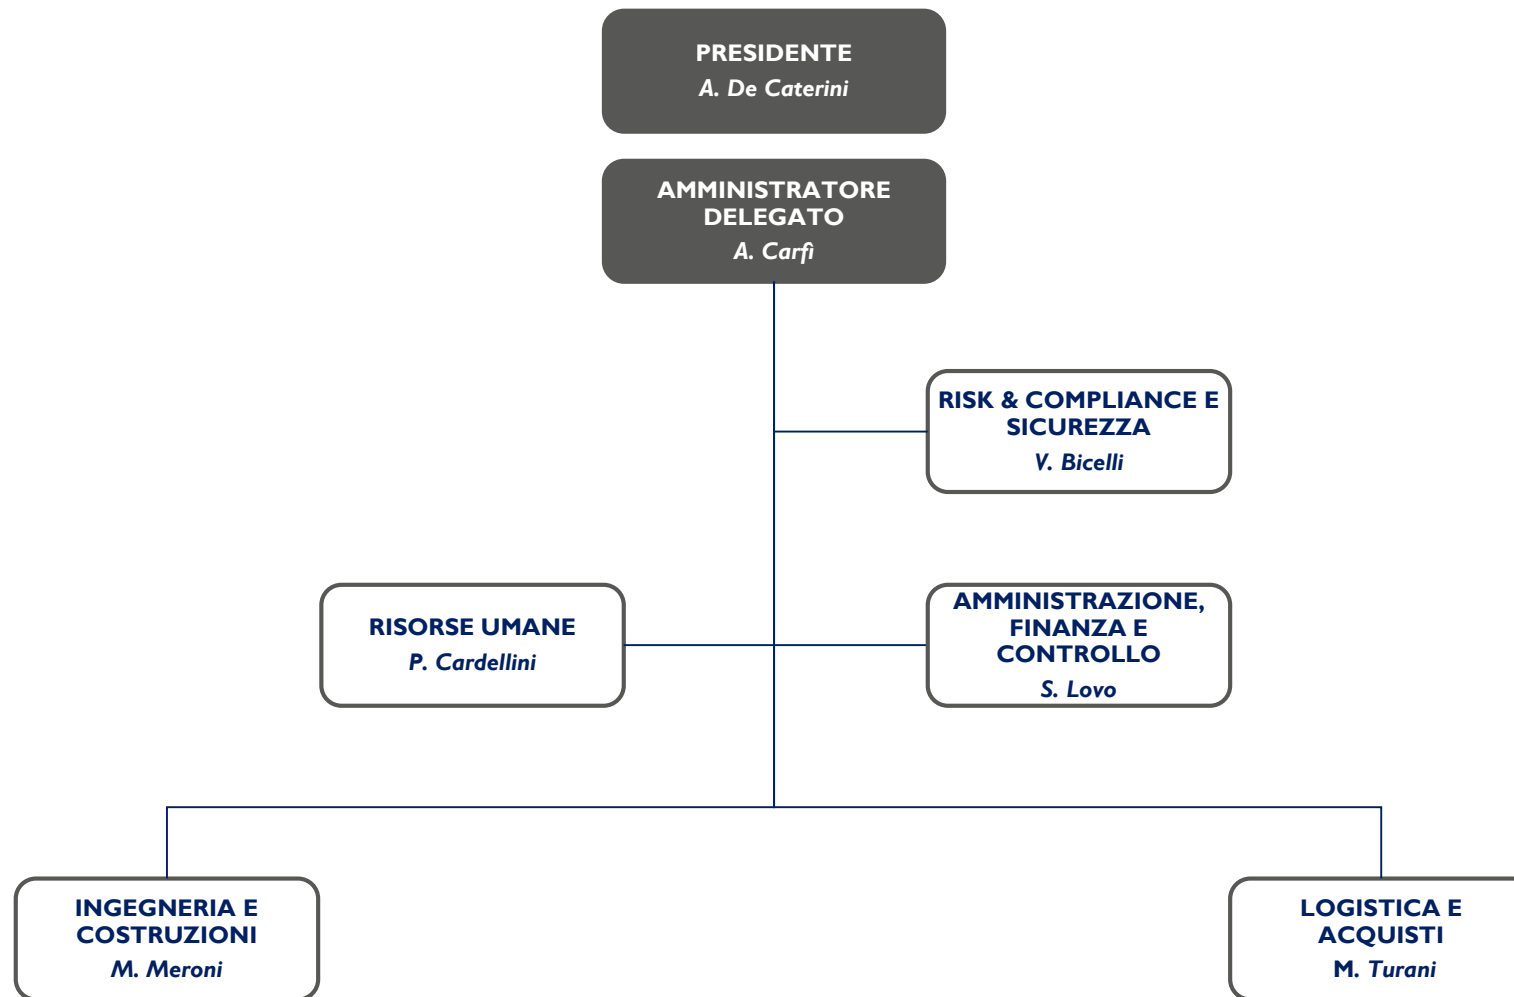 PRESIDENTE
A. De Caterini
AMMINISTRATORE
DELEGATO
A. Carfì
RISK & COMPLIANCE E
SICUREZZA
V. Bicelli
RISORSE UMANE
P. Cardellini
AMMINISTRAZIONE,
FINANZA E
CONTROLLO
S. Lovo
INGEGNERIA E
COSTRUZIONI
M. Meroni
LOGISTICA E
ACQUISTI
M. Turani